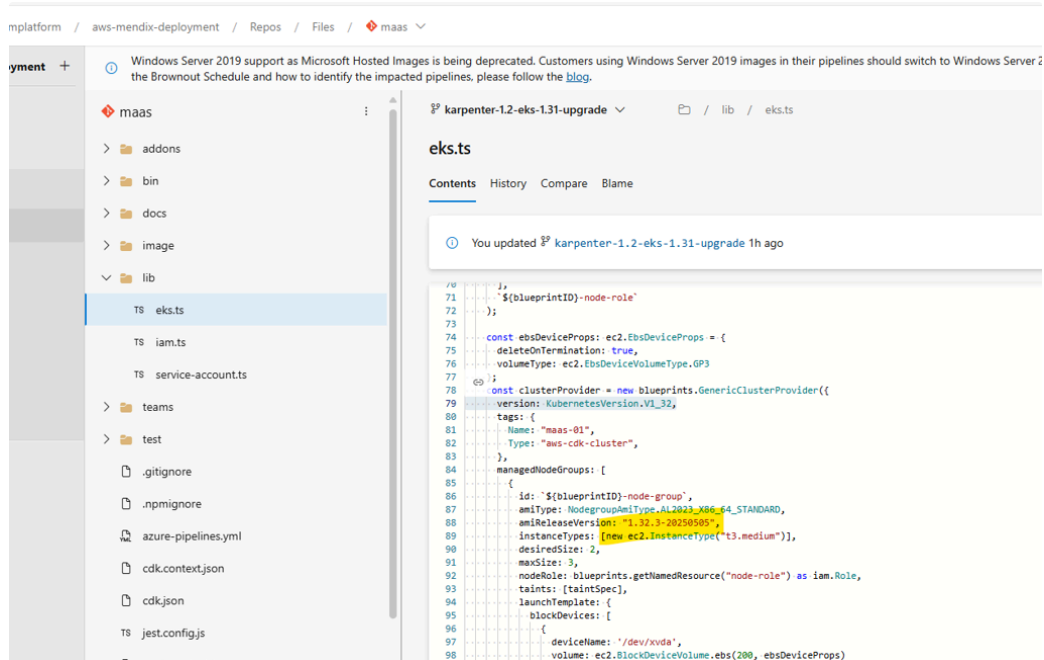 mplatform / aws-mendix-deployment / Repos / Files / maas
yment +
Windows Server 2019 support as Microsoft Hosted Images is being deprecated. Customers using Windows Server 2019 images in their pipelines should switch to Windows Server 2
the Brownout Schedule and how to identify the impacted pipelines, please follow the blog.
maas
addons
bin
docs
image
lib
TS eks.ts
TS iam.ts
TS service-account.ts
teams
test
.gitignore
.npmignore
azure-pipelines.yml
cdk.context.json
cdk.json
TS jest.config.js
karpenter-1.2-eks-1.31-upgrade / lib / eks.ts
eks.ts
Contents History Compare Blame
You updated karpenter-1.2-eks-1.31-upgrade 1h ago
70 ],
71 `${blueprintID}-node-role`
72 );
73
74 const ebsDeviceProps: ec2.EbsDeviceProps = {
75 deleteOnTermination: true,
76 volumeType: ec2.EbsDeviceVolumeType.GP3
77 };
78 const clusterProvider = new blueprints.GenericClusterProvider({
79 version: KubernetesVersion.V1_32,
80 tags: {
81 Name: "maas-01",
82 Type: "aws-cdk-cluster",
83 },
84 managedNodeGroups: [
85 {
86 id: `${blueprintID}-node-group`,
87 amiType: NodegroupAmiType.AL2023_X86_64_STANDARD,
88 amiReleaseVersion: "1.32.3-20250505",
89 instanceTypes: [new ec2.InstanceType("t3.medium")],
90 desiredSize: 2,
91 maxSize: 3,
92 nodeRole: blueprints.getNamedResource("node-role") as iam.Role,
93 taints: [taintSpec],
94 launchTemplate: {
95 blockDevices: [
96 {
97 deviceName: '/dev/xvda',
98 volume: ec2.BlockDeviceVolume.ebs(200, ebsDeviceProps)